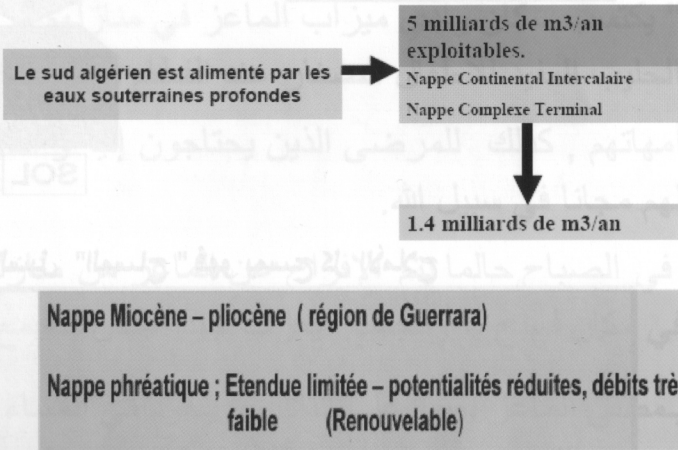 Le sud algérien est alimenté par les
eaux souterraines profondes
5 milliards de m3/an
exploitables.
Nappe Continental Intercalaire
Nappe Complexe Terminal
1.4 milliards de m3/an
Nappe Miocène – pliocène ( région de Guerrara)
Nappe phréatique ; Etendue limitée – potentialités réduites, débits trè
faible (Renouvelable)
SOL